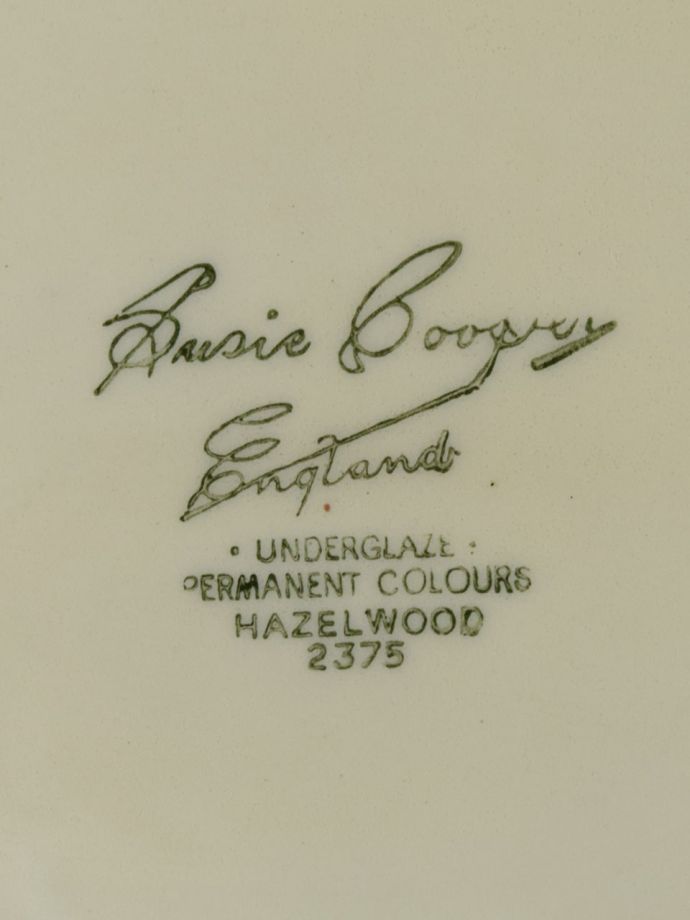 Susie Cooper
England
· UNDERGLAZE ·
PERMANENT COLOURS
HAZELWOOD
2375